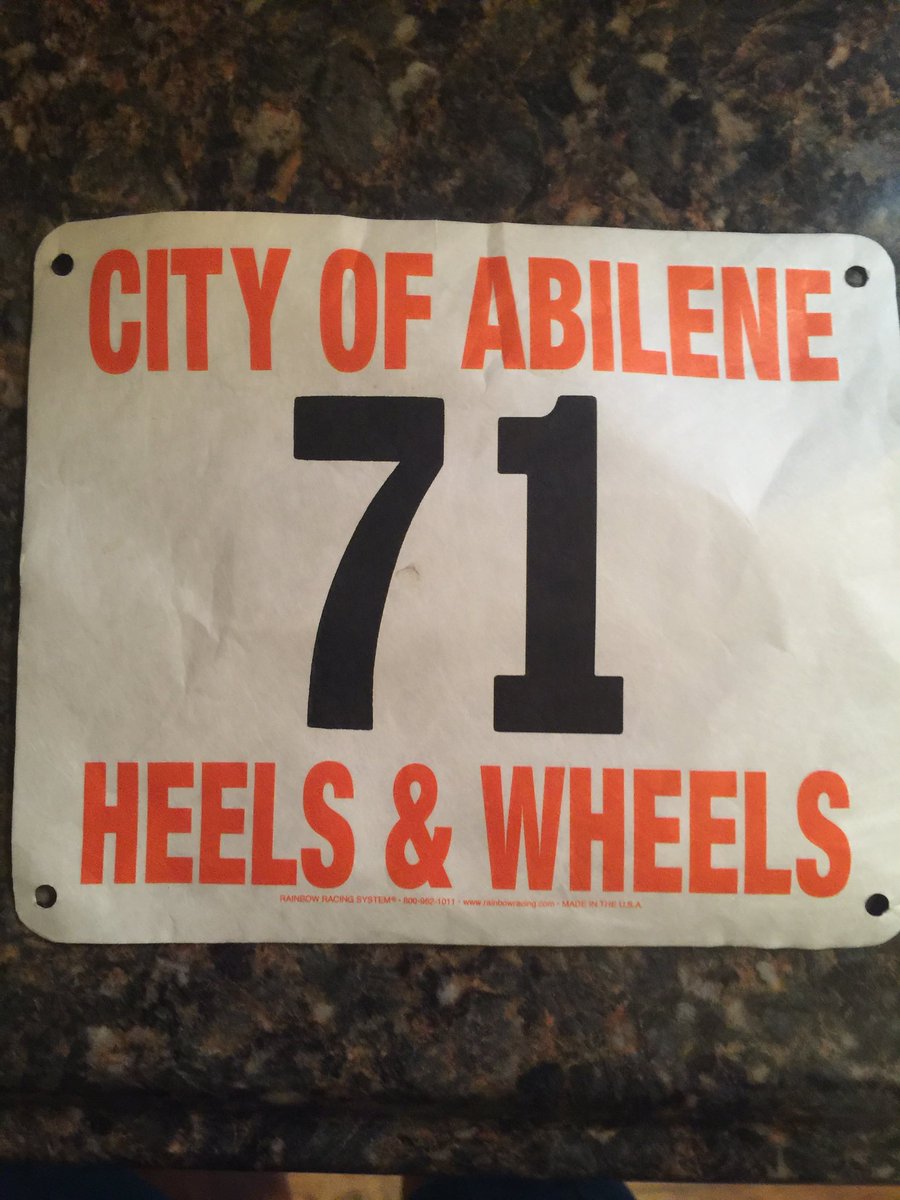 CITY OF ABILENE
71
HEELS & WHEELS
RAINBOW RACING SYSTEM® • 800-962-1011 • www.rainbowracing.com • MADE IN THE U.S.A.